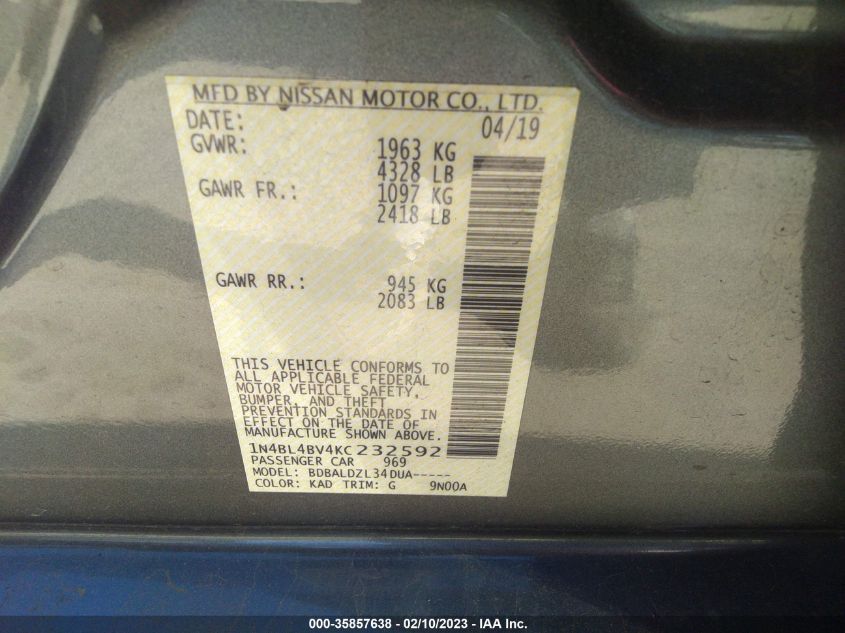 MFD BY NISSAN MOTOR CO., LTD.
DATE: 04/19
GVWR: 1963 KG
4328 LB
GAWR FR.: 1097 KG
2418 LB
GAWR RR.: 945 KG
2083 LB
THIS VEHICLE CONFORMS TO
ALL APPLICABLE FEDERAL
MOTOR VEHICLE SAFETY,
BUMPER, AND THEFT
PREVENTION STANDARDS IN
EFFECT ON THE DATE OF
MANUFACTURE SHOWN ABOVE.
1N4BL4BV4KC232592
PASSENGER CAR 969
MODEL: BDBALDZL34DUA-----
COLOR: KAD TRIM: G 9N00A
000-35857638 - 02/10/2023 - IAA Inc.